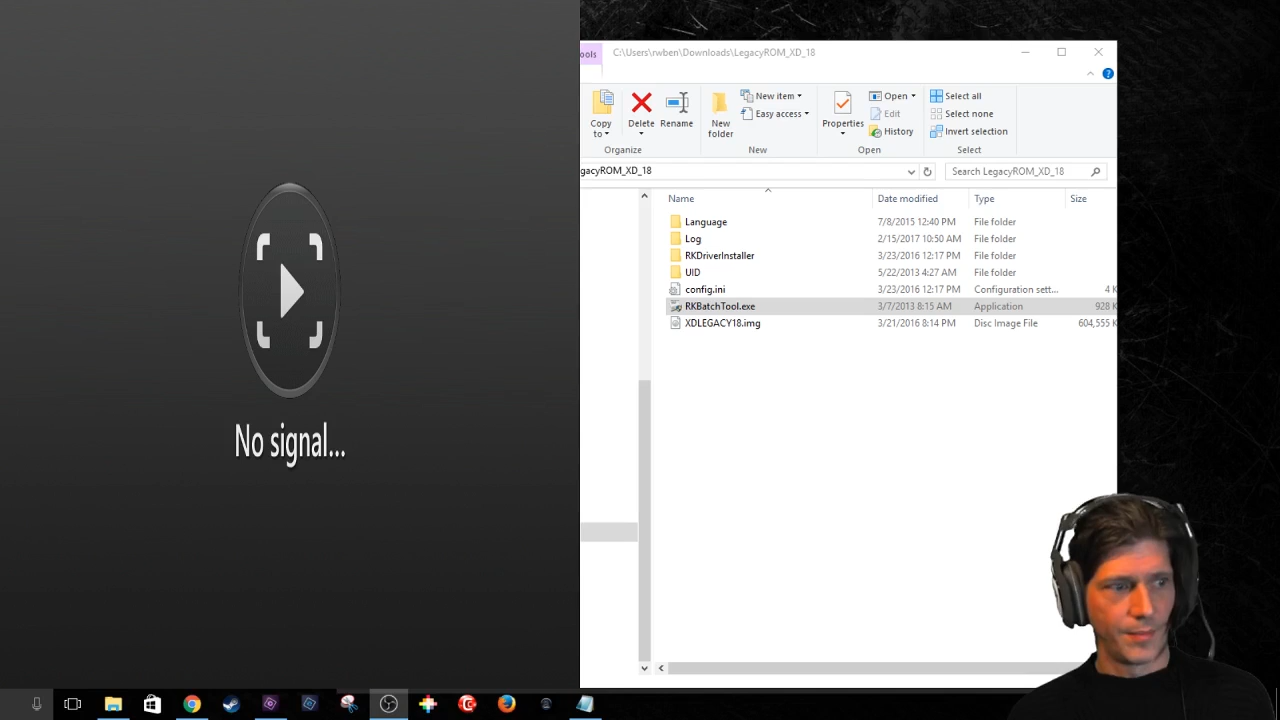 No signal...
ools
C:\Users\rwben\Downloads\LegacyROM_XD_18
Copy to
Delete
Rename
Organize
New folder
New item
Easy access
New
Properties
Open
Edit
History
Open
Select all
Select none
Invert selection
Select
gacyROM_XD_18
Search LegacyROM_XD_18
Name Date modified Type Size
Language 7/8/2015 12:40 PM File folder
Log 2/15/2017 10:50 AM File folder
RKDriverInstaller 3/23/2016 12:17 PM File folder
UID 5/22/2013 4:27 AM File folder
config.ini 3/23/2016 12:17 PM Configuration sett... 4 K
RKBatchTool.exe 3/7/2013 8:15 AM Application 928 K
XDLEGACY18.img 3/21/2016 8:14 PM Disc Image File 604,555 K